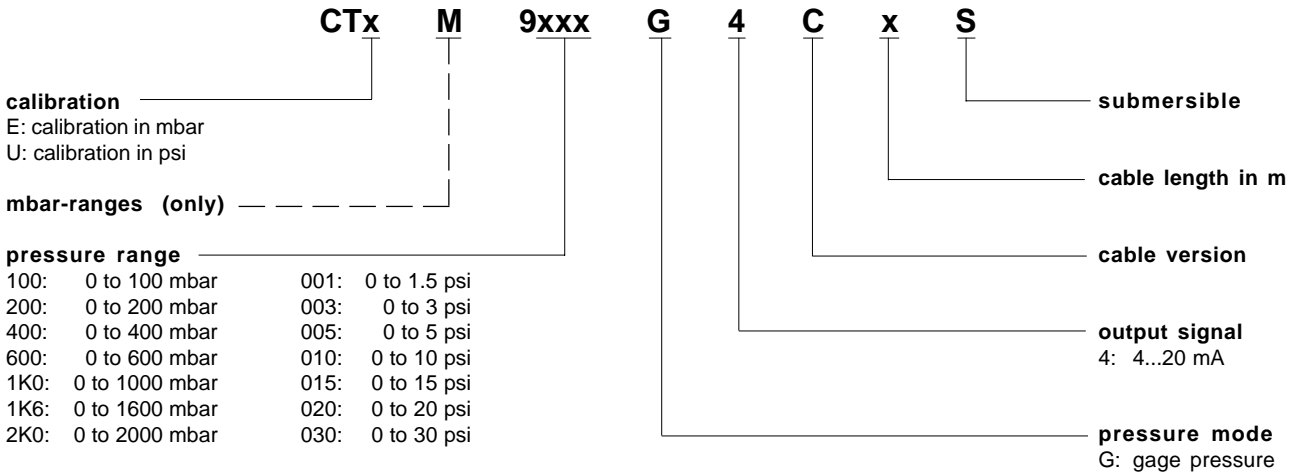 CTx M 9xxx G 4 C x S
calibration
E: calibration in mbar
U: calibration in psi
mbar-ranges (only)
pressure range
100: 0 to 100 mbar
200: 0 to 200 mbar
400: 0 to 400 mbar
600: 0 to 600 mbar
1K0: 0 to 1000 mbar
1K6: 0 to 1600 mbar
2K0: 0 to 2000 mbar
001: 0 to 1.5 psi
003: 0 to 3 psi
005: 0 to 5 psi
010: 0 to 10 psi
015: 0 to 15 psi
020: 0 to 20 psi
030: 0 to 30 psi
submersible
cable length in m
cable version
output signal
4: 4...20 mA
pressure mode
G: gage pressure